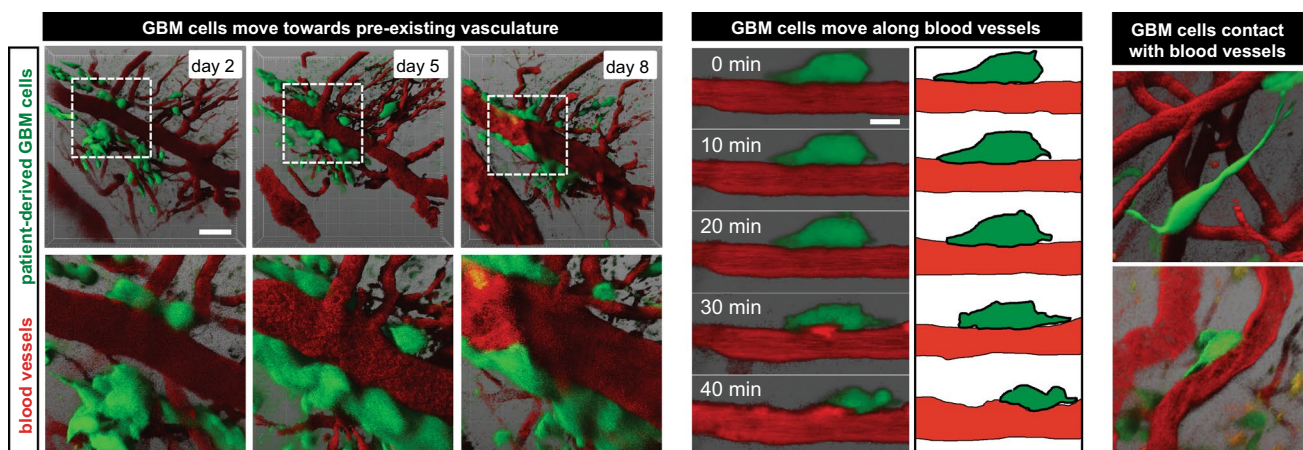 GBM cells move towards pre-existing vasculature
patient-derived GBM cells
blood vessels
day 2
day 5
day 8
GBM cells move along blood vessels
0 min
10 min
20 min
30 min
40 min
GBM cells contact
with blood vessels